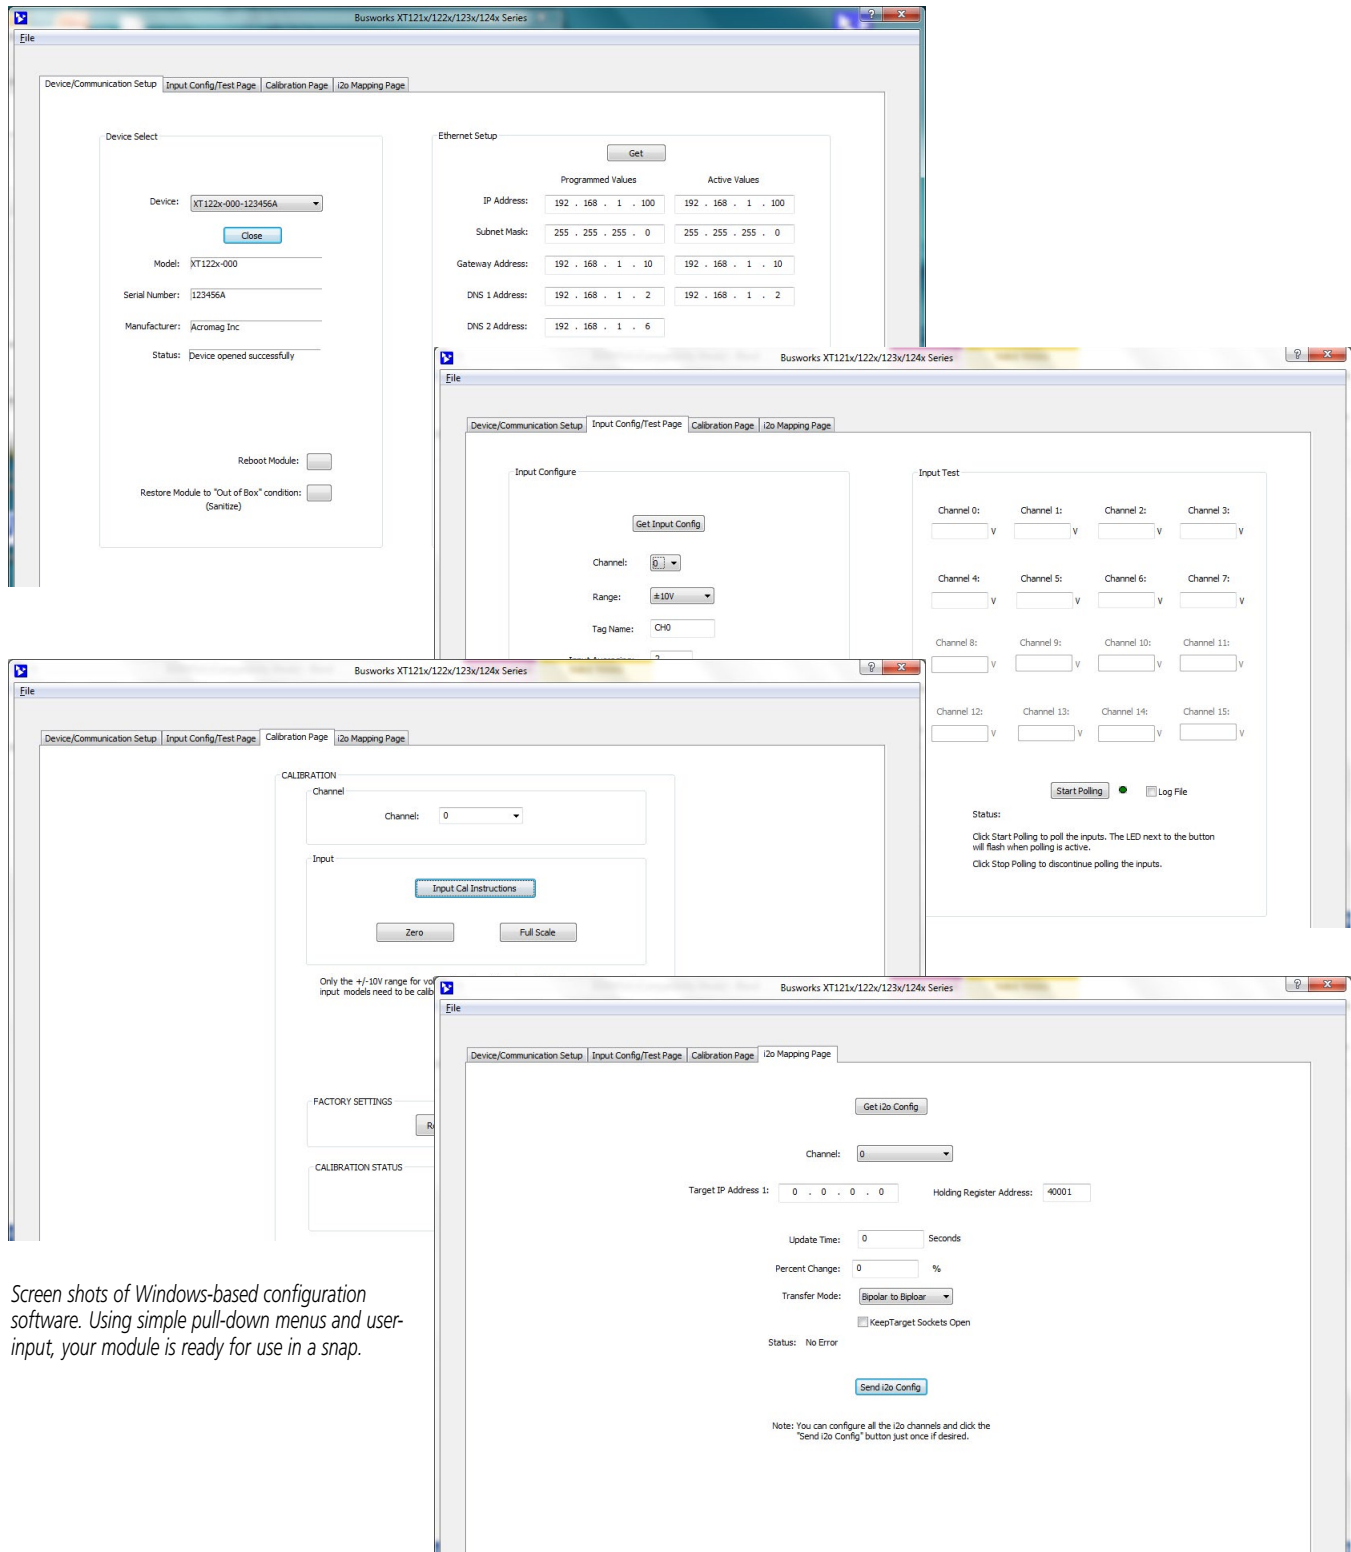 Busworks XT121x/122x/123x/124x Series
File
Device/Communication Setup Input Config/Test Page Calibration Page i2o Mapping Page
Device Select
Device: XT122x-000-123456A
Close
Model: XT122x-000
Serial Number: 123456A
Manufacturer: Acromag Inc
Status: Device opened successfully
Reboot Module:
Restore Module to "Out of Box" condition:
(Sanitize)
Ethernet Setup
Get
Programmed Values Active Values
IP Address: 192 . 168 . 1 . 100 192 . 168 . 1 . 100
Subnet Mask: 255 . 255 . 255 . 0 255 . 255 . 255 . 0
Gateway Address: 192 . 168 . 1 . 10 192 . 168 . 1 . 10
DNS 1 Address: 192 . 168 . 1 . 2 192 . 168 . 1 . 2
DNS 2 Address: 192 . 168 . 1 . 6
Busworks XT121x/122x/123x/124x Series
File
Device/Communication Setup Input Config/Test Page Calibration Page i2o Mapping Page
Input Configure
Get Input Config
Channel: 0
Range: ±10V
Tag Name: CH0
Input Test
Channel 0: Channel 1: Channel 2: Channel 3:
V V V V
Channel 4: Channel 5: Channel 6: Channel 7:
V V V V
Channel 8: Channel 9: Channel 10: Channel 11:
V V V V
Channel 12: Channel 13: Channel 14: Channel 15:
V V V V
Start Polling Log File
Status:
Click Start Polling to poll the inputs. The LED next to the button
will flash when polling is active.
Click Stop Polling to discontinue polling the inputs.
Busworks XT121x/122x/123x/124x Series
File
Device/Communication Setup Input Config/Test Page Calibration Page i2o Mapping Page
CALIBRATION
Channel
Channel: 0
Input
Input Cal Instructions
Zero Full Scale
Only the +/-10V range for
input models need to be
FACTORY SETTINGS
CALIBRATION STATUS
Busworks XT121x/122x/123x/124x Series
File
Device/Communication Setup Input Config/Test Page Calibration Page i2o Mapping Page
Get i2o Config
Channel: 0
Target IP Address 1: 0 . 0 . 0 . 0 Holding Register Address: 40001
Update Time: 0 Seconds
Percent Change: 0 %
Transfer Mode: Bipolar to Biploar
KeepTarget Sockets Open
Status: No Error
Send i2o Config
Note: You can configure all the i2o channels and click the
"Send i2o Config" button just once if desired.
Screen shots of Windows-based configuration
software. Using simple pull-down menus and user-
input, your module is ready for use in a snap.